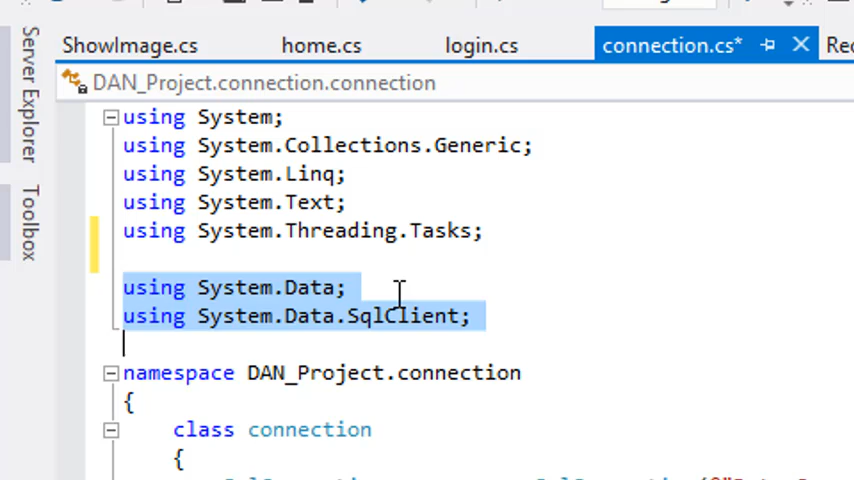 ShowImage.cs home.cs login.cs connection.cs*
Server Explorer
Toolbox
DAN_Project.connection.connection
using System;
using System.Collections.Generic;
using System.Linq;
using System.Text;
using System.Threading.Tasks;
using System.Data;
using System.Data.SqlClient;
namespace DAN_Project.connection
{
class connection
{